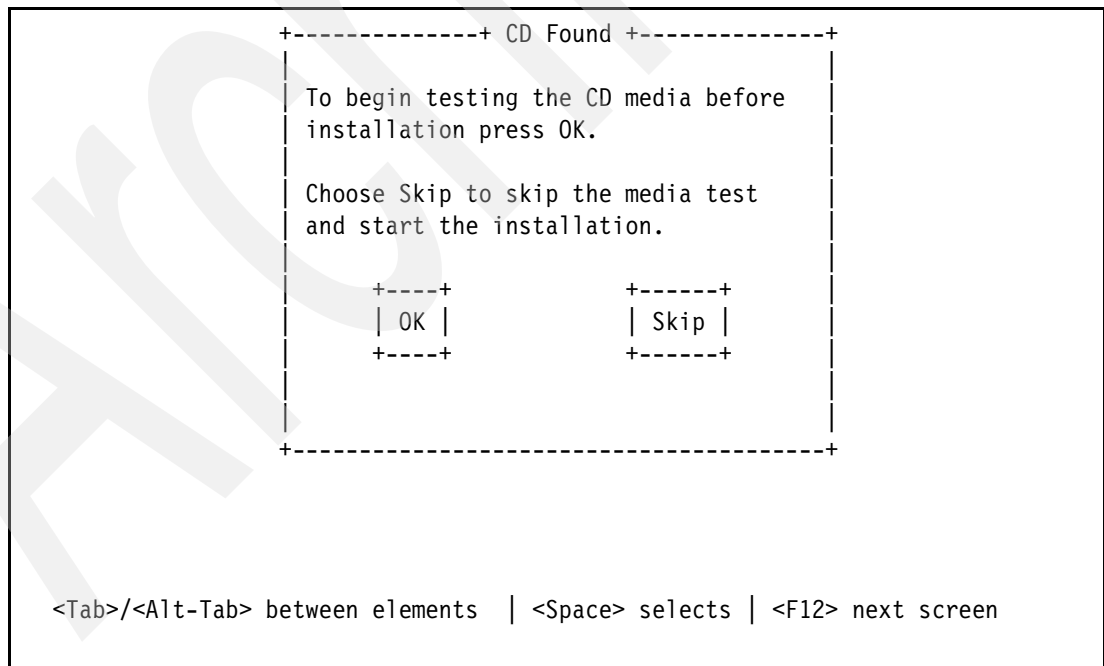 +--------------+ CD Found +--------------+
To begin testing the CD media before
installation press OK.
Choose Skip to skip the media test
and start the installation.
+----+ +------+
| OK | | Skip |
+----+ +------+
+----------------------------------------+
<Tab>/<Alt-Tab> between elements | <Space> selects | <F12> next screen